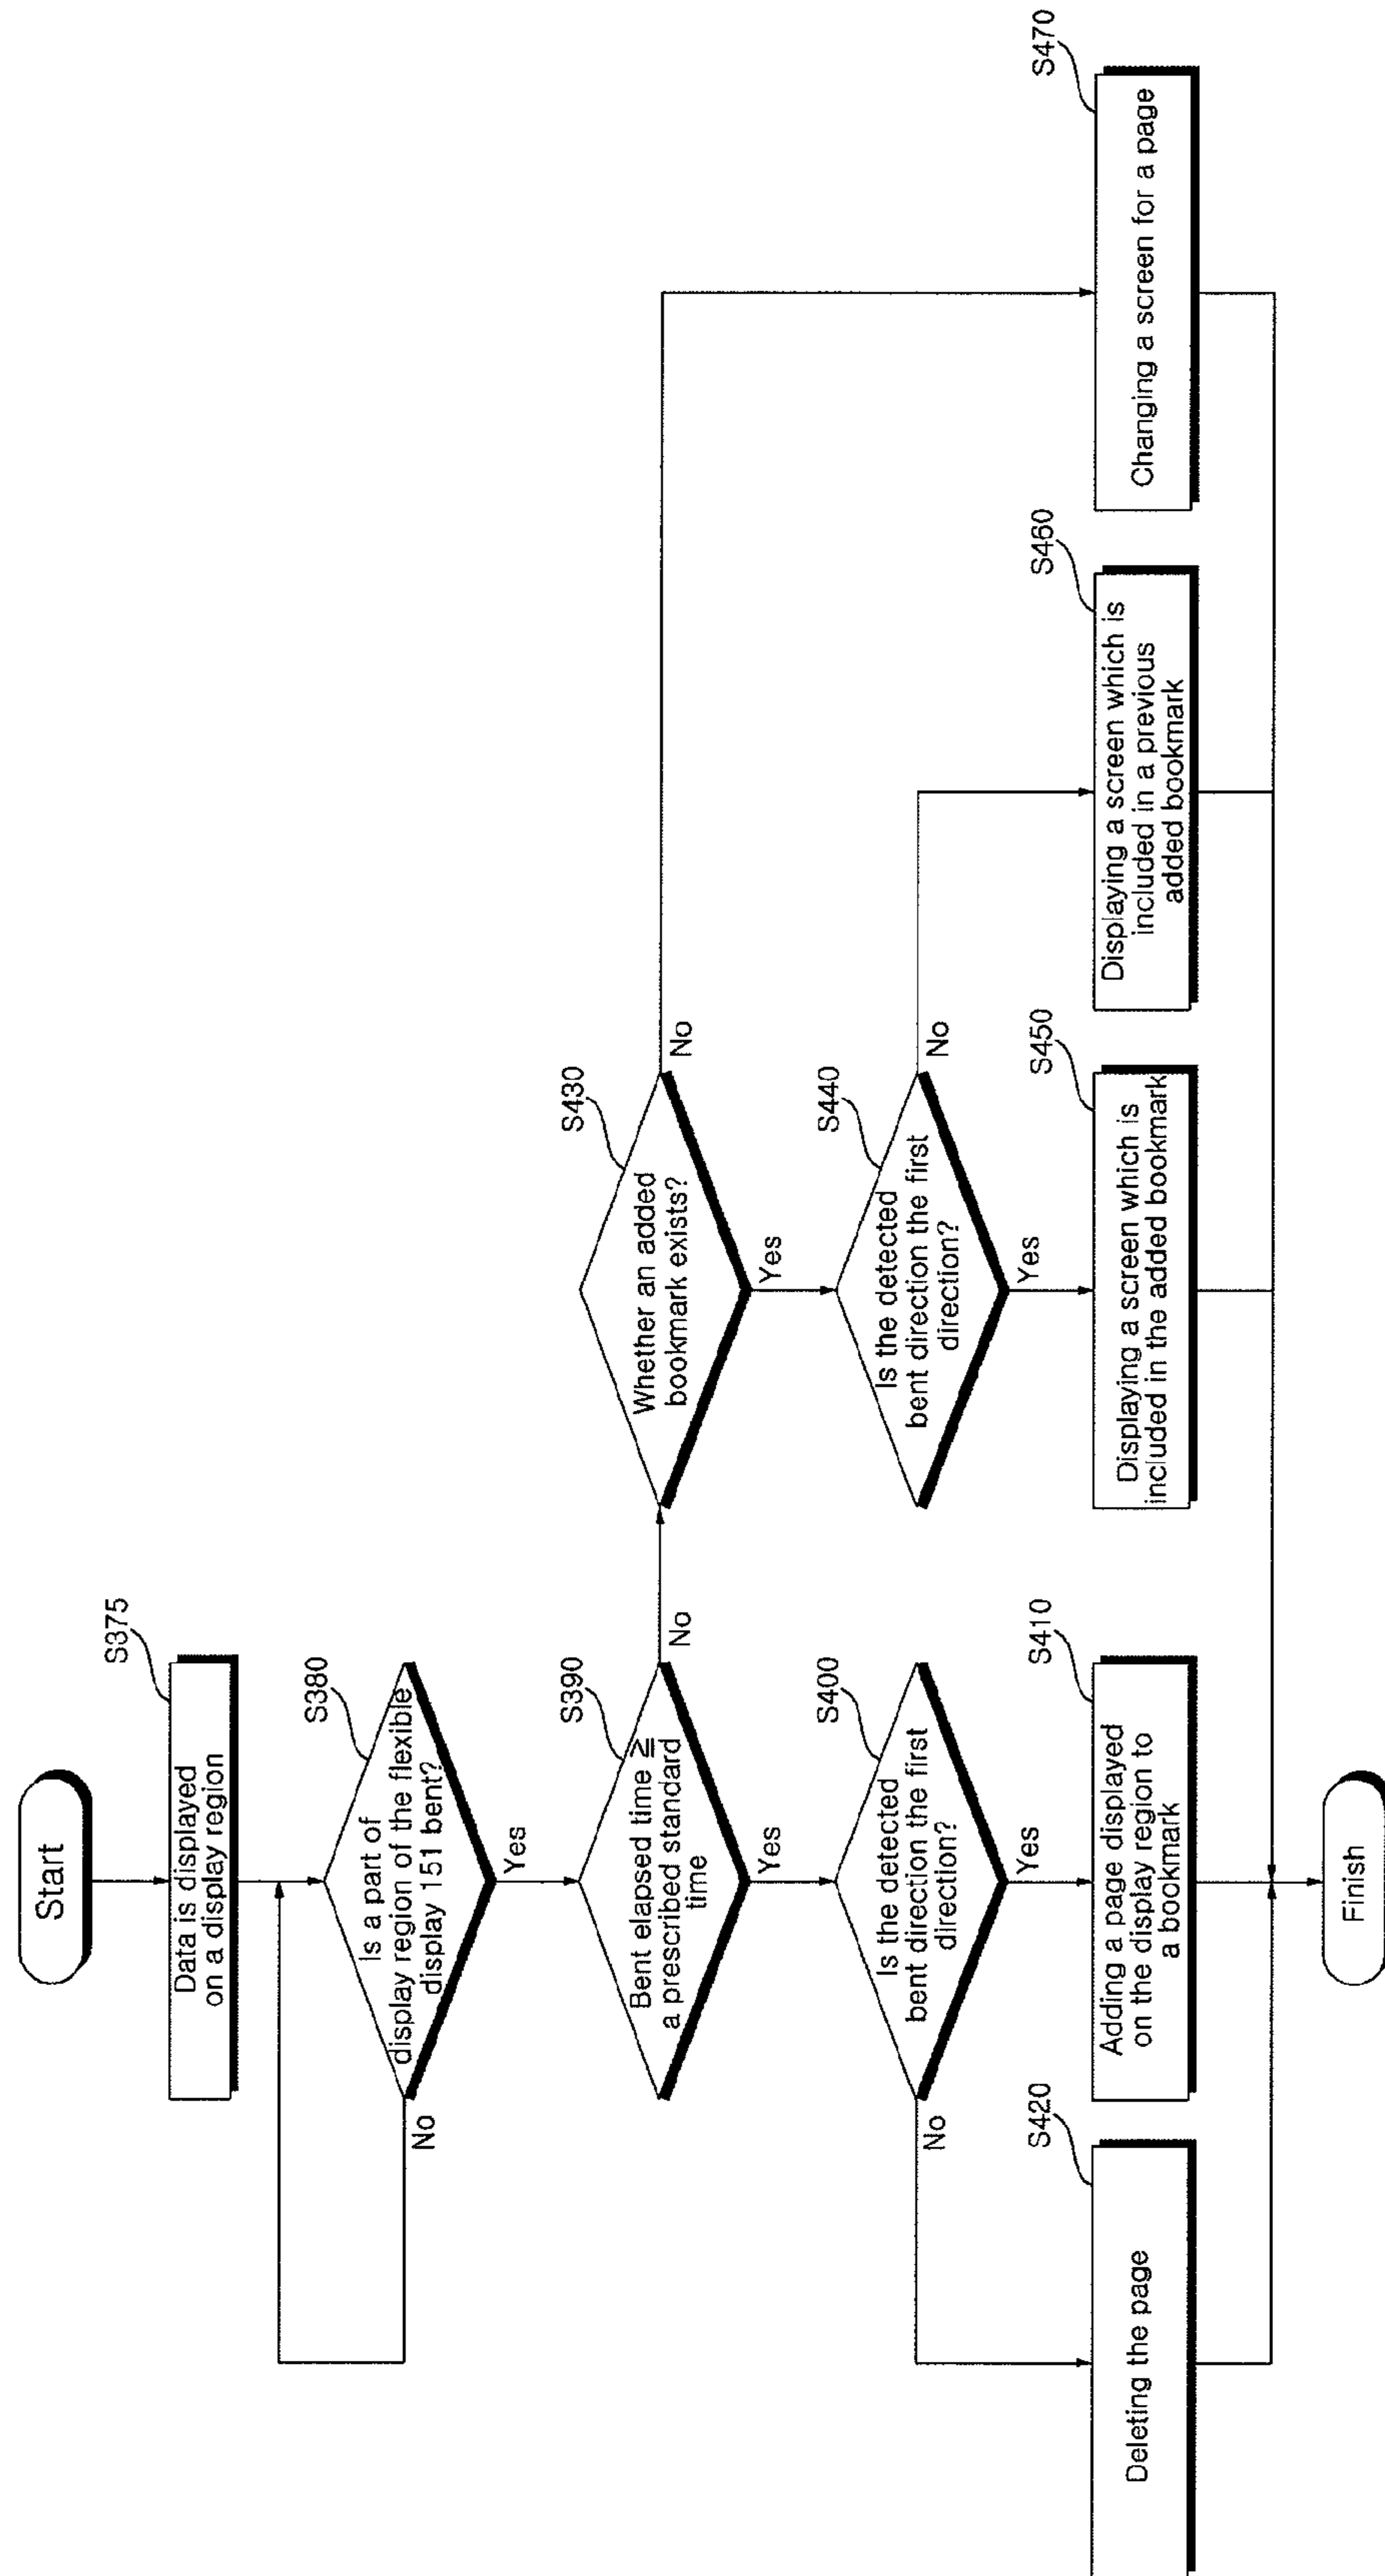 Start
S375
Data is displayed
on a display region
S380
Is a part of
display region of the flexible
display 151 bent?
No
Yes
S390
Bent elapsed time ≧
a prescribed standard
time
No
Yes
S430
Whether an added
bookmark exists?
No
Yes
S400
Is the detected
bent direction the first
direction?
No
Yes
S440
Is the detected
bent direction the first
direction?
No
Yes
S420
Deleting the page
S410
Adding a page displayed
on the display region to
a bookmark
S450
Displaying a screen which is
included in the added bookmark
S460
Displaying a screen which is
included in a previous
added bookmark
S470
Changing a screen for a page
Finish